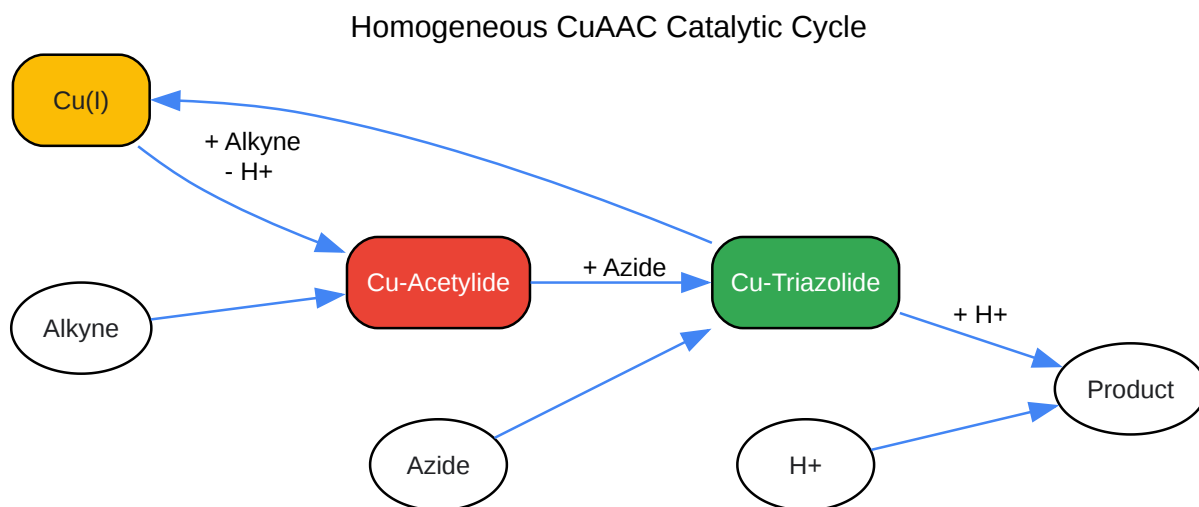 Homogeneous CuAAC Catalytic Cycle
Cu(I)
+ Alkyne
- H+
Cu-Acetylide
+ Azide
Cu-Triazolide
+ H+
Alkyne
Product
Azide
H+